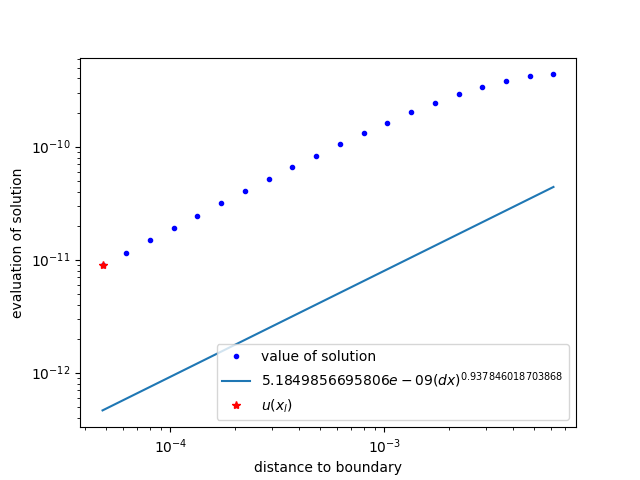 10⁻¹⁰
10⁻¹¹
10⁻¹²
evaluation of solution
value of solution
5.1849856695806e − 09(dx)^0.937846018703868
u(x_l)
10⁻⁴ 10⁻³
distance to boundary